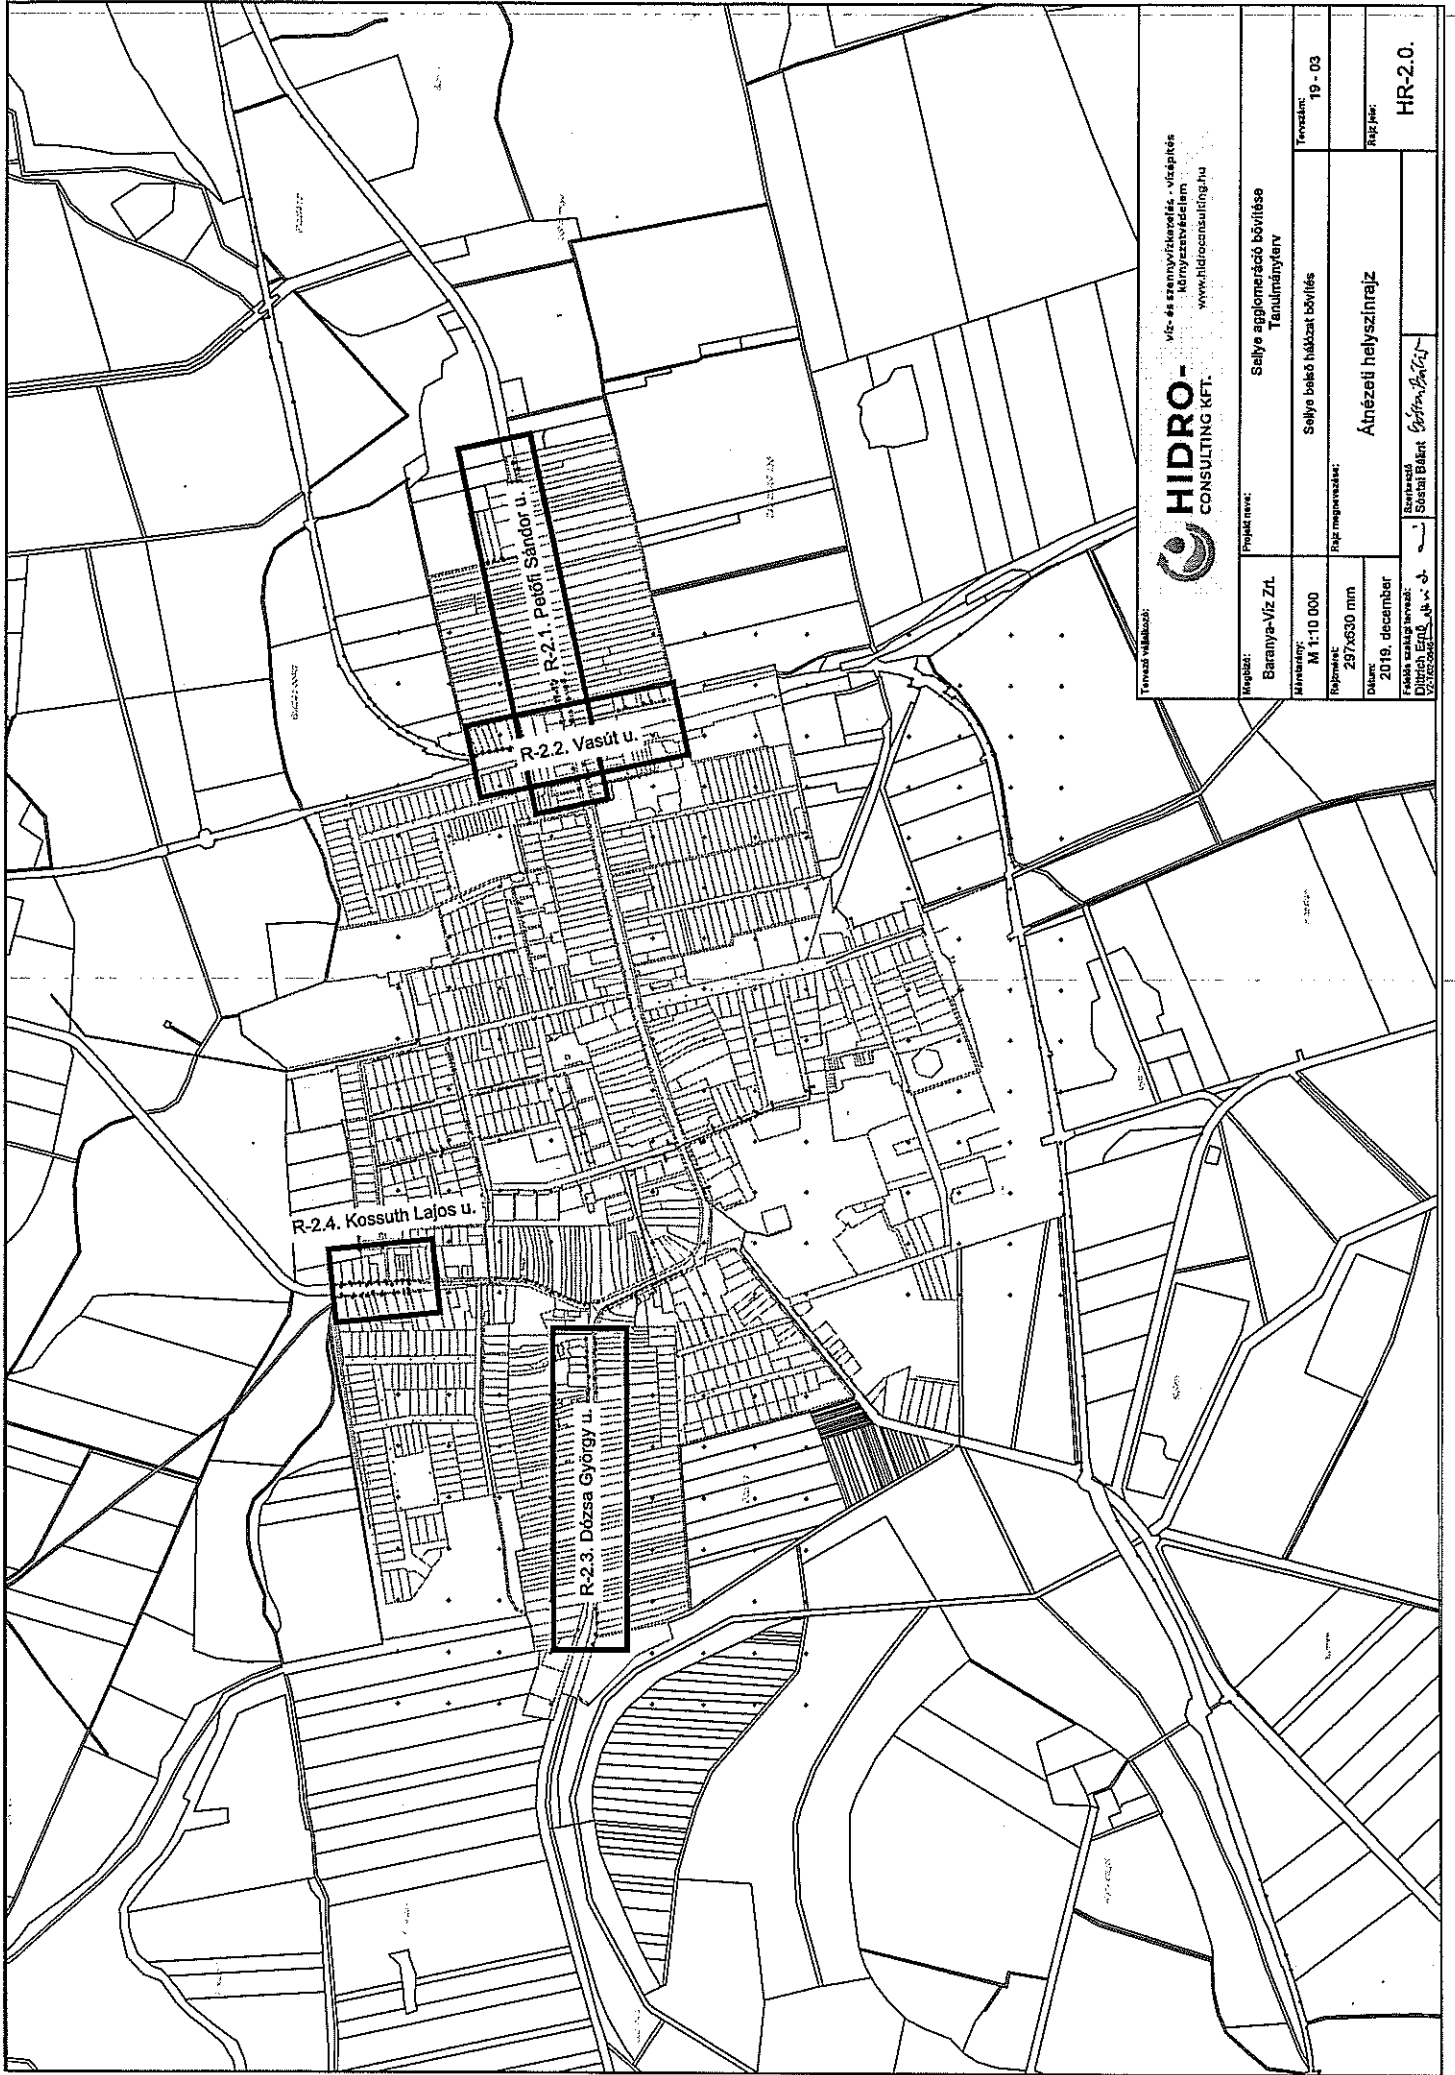 R-2.1. Petőfi Sándor u.
R-2.2. Vasút u.
R-2.4. Kossuth Lajos u.
R-2.3. Dózsa György u.
Tervező vállalkozó:
HIDRO-
CONSULTING KFT.
víz- és szennyvízkezelés - vízépítés
környezetvédelem
www.hidroconsulting.hu
Megbízó:
Baranya-Víz Zrt.
Projekt neve:
Sellye agglomeráció bővítése
Tanulmányterv
Méretarány:
M 1:10 000
Sellye belső hálózat bővítés
Tervszám:
19 - 03
Rajzméret:
297x630 mm
Rajz megnevezése:
Átnézeti helyszínrajz
Dátum:
2019. december
Rajz jele:
HR-2.0.
Felelős szakági tervező:
Dittrich Ernő
Szerkesztő
Sóstai Bálint